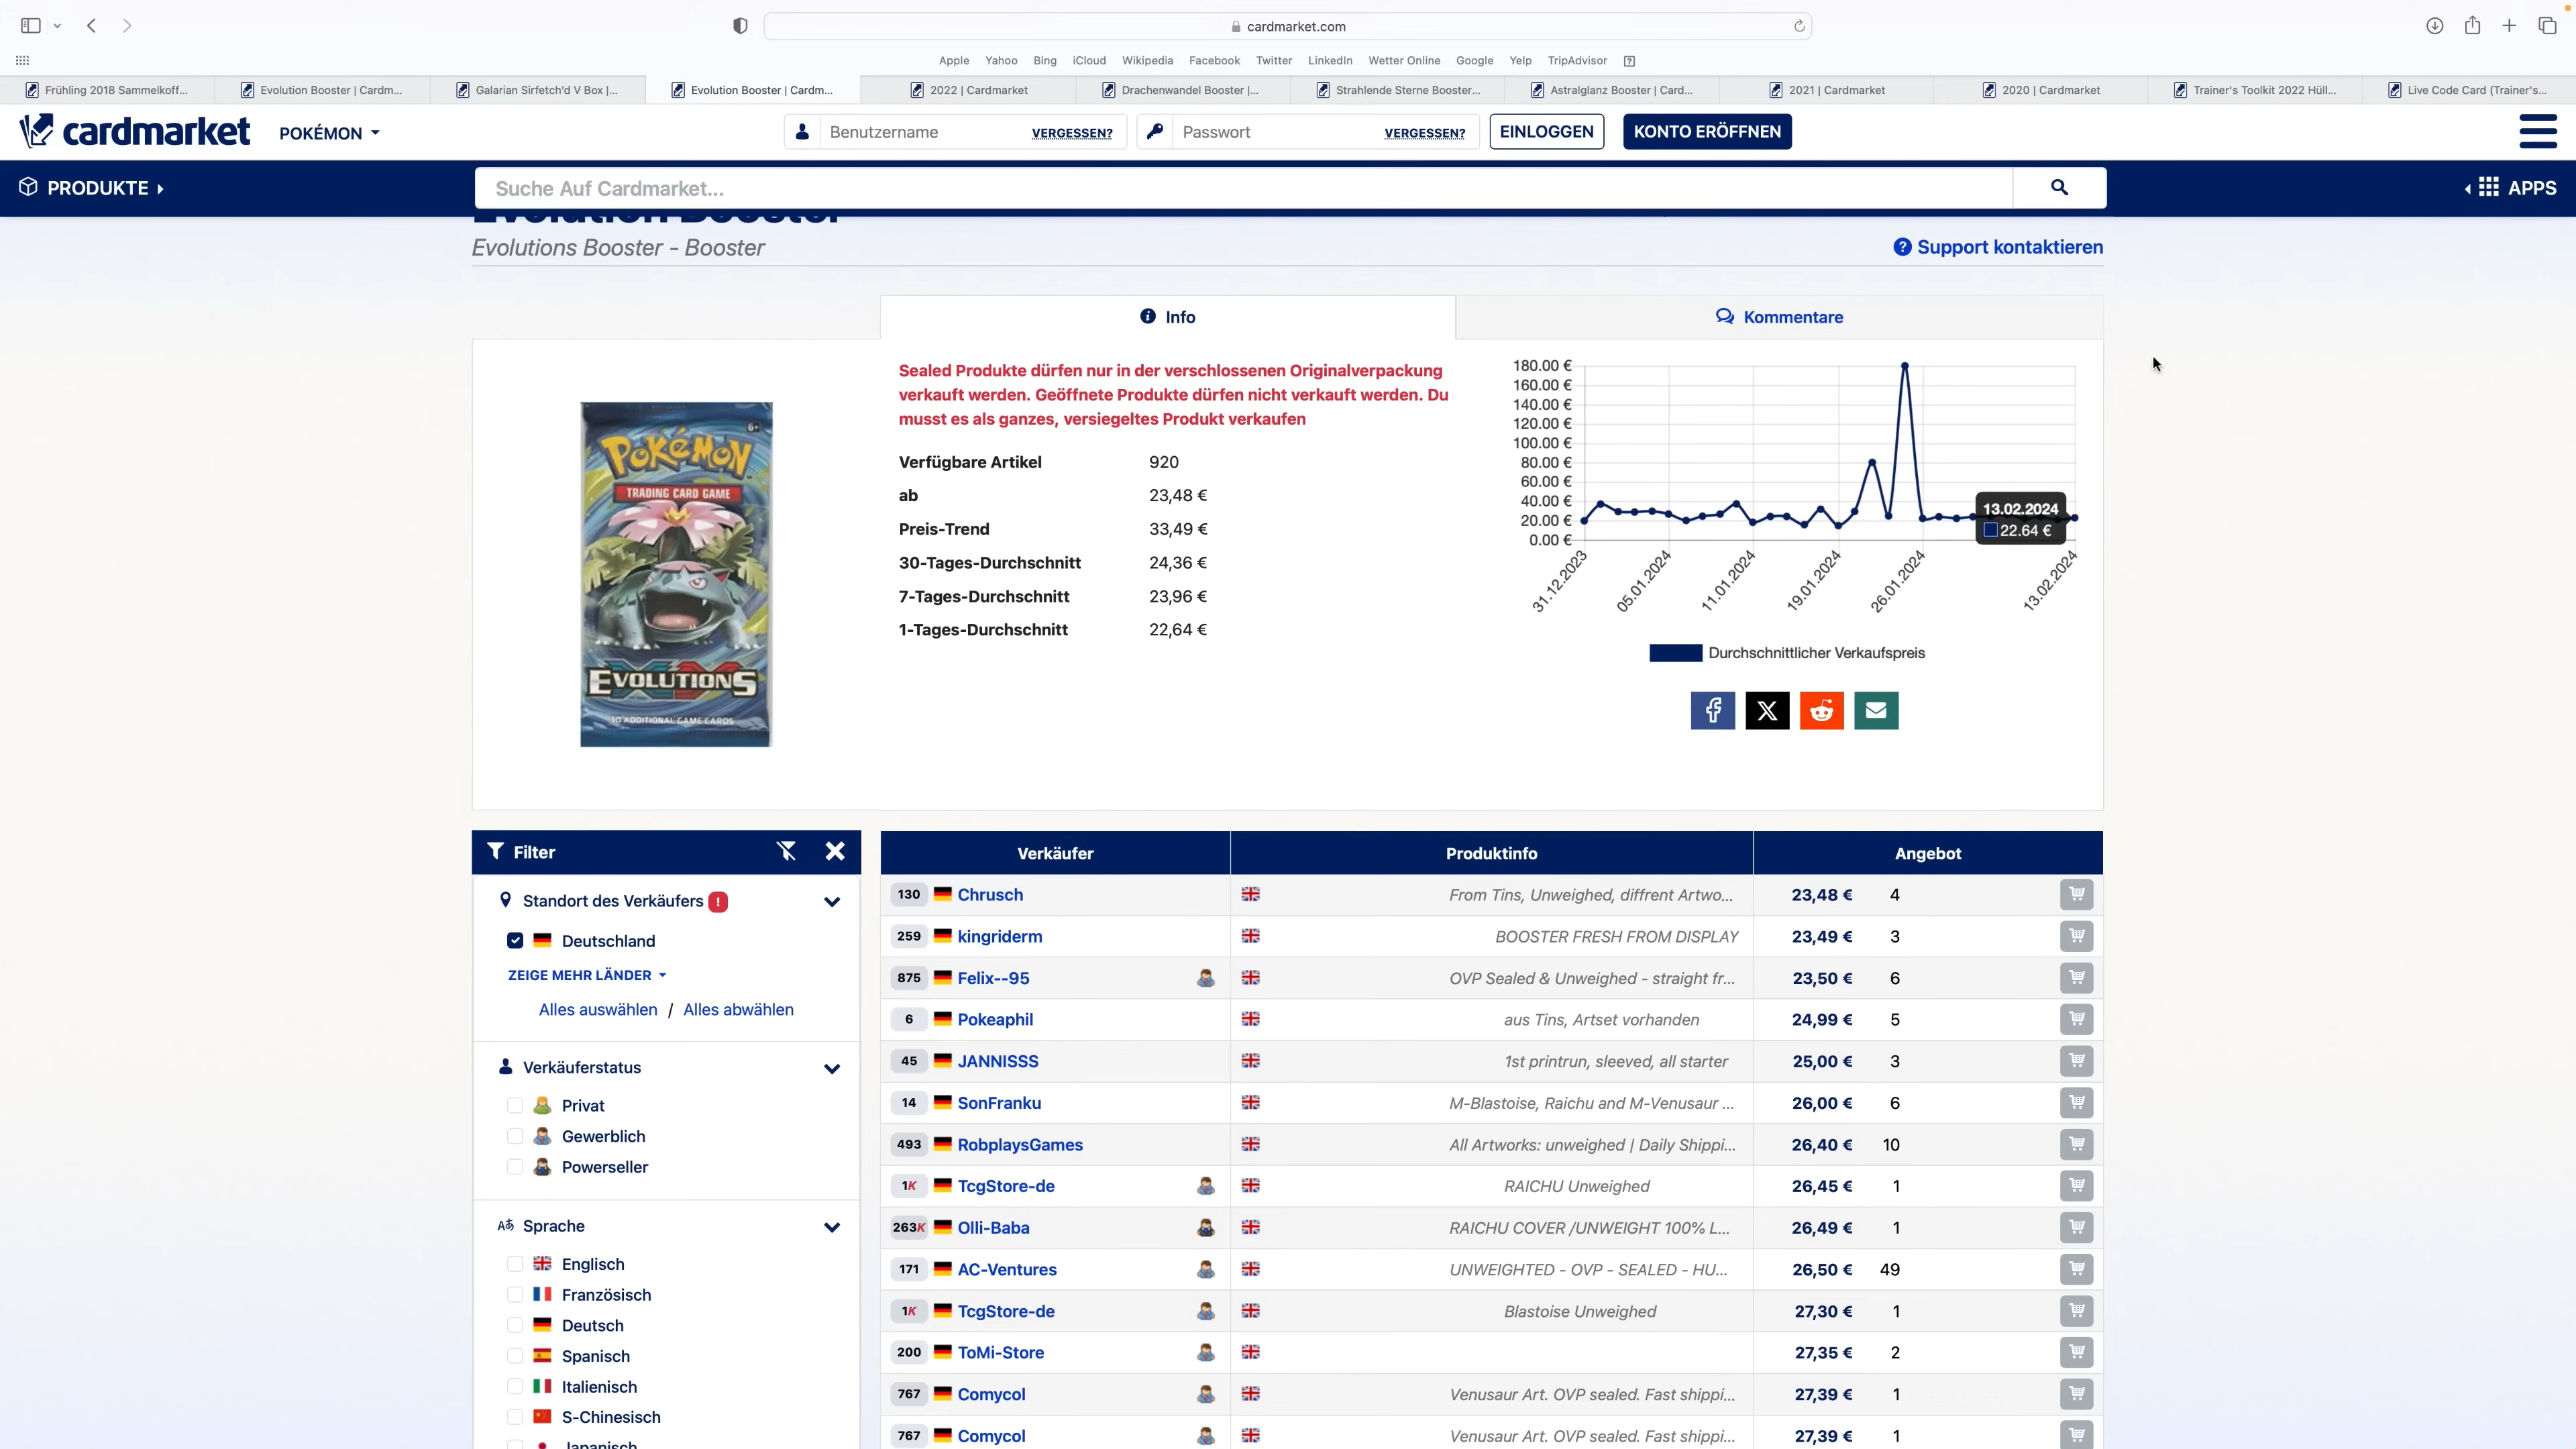 cardmarket.com
Apple Yahoo Bing iCloud Wikipedia Facebook Twitter LinkedIn Wetter Online Google Yelp TripAdvisor
Frühling 2018 Sammelkoff... Evolution Booster | Cardm... Galarian Sirfetch'd V Box |... Evolution Booster | Cardm... 2022 | Cardmarket Drachenwandel Booster |... Strahlende Sterne Booster... Astralglanz Booster | Card... 2021 | Cardmarket 2020 | Cardmarket Trainer's Toolkit 2022 Hüll... Live Code Card (Trainer's...
cardmarket POKÉMON Benutzername VERGESSEN? Passwort VERGESSEN? EINLOGGEN KONTO ERÖFFNEN
PRODUKTE Suche Auf Cardmarket... APPS
Evolution Booster
Evolutions Booster - Booster
Support kontaktieren
Info
Kommentare
Sealed Produkte dürfen nur in der verschlossenen Originalverpackung
verkauft werden. Geöffnete Produkte dürfen nicht verkauft werden. Du
musst es als ganzes, versiegeltes Produkt verkaufen
Verfügbare Artikel 920
ab 23,48 €
Preis-Trend 33,49 €
30-Tages-Durchschnitt 24,36 €
7-Tages-Durchschnitt 23,96 €
1-Tages-Durchschnitt 22,64 €
6+
POKéMON
TRADING CARD GAME
XY
EVOLUTIONS
10 ADDITIONAL GAME CARDS
180.00 €
160.00 €
140.00 €
120.00 €
100.00 €
80.00 €
60.00 €
40.00 €
20.00 €
0.00 €
13.02.2024
22.64 €
31.12.2023 05.01.2024 11.01.2024 19.01.2024 26.01.2024 13.02.2024
Durchschnittlicher Verkaufspreis
Filter
Standort des Verkäufers !
Deutschland
ZEIGE MEHR LÄNDER
Alles auswählen / Alles abwählen
Verkäuferstatus
Privat
Gewerblich
Powerseller
Sprache
Englisch
Französisch
Deutsch
Spanisch
Italienisch
S-Chinesisch
Japanisch
Verkäufer Produktinfo Angebot
130 Chrusch From Tins, Unweighed, diffrent Artwo... 23,48 € 4
259 kingriderm BOOSTER FRESH FROM DISPLAY 23,49 € 3
875 Felix--95 OVP Sealed & Unweighed - straight fr... 23,50 € 6
6 Pokeaphil aus Tins, Artset vorhanden 24,99 € 5
45 JANNISSS 1st printrun, sleeved, all starter 25,00 € 3
14 SonFranku M-Blastoise, Raichu and M-Venusaur ... 26,00 € 6
493 RobplaysGames All Artworks: unweighed | Daily Shippi... 26,40 € 10
1K TcgStore-de RAICHU Unweighed 26,45 € 1
263K Olli-Baba RAICHU COVER /UNWEIGHT 100% L... 26,49 € 1
171 AC-Ventures UNWEIGHTED - OVP - SEALED - HU... 26,50 € 49
1K TcgStore-de Blastoise Unweighed 27,30 € 1
200 ToMi-Store 27,35 € 2
767 Comycol Venusaur Art. OVP sealed. Fast shippi... 27,39 € 1
767 Comycol Venusaur Art. OVP sealed. Fast shippi... 27,39 € 1